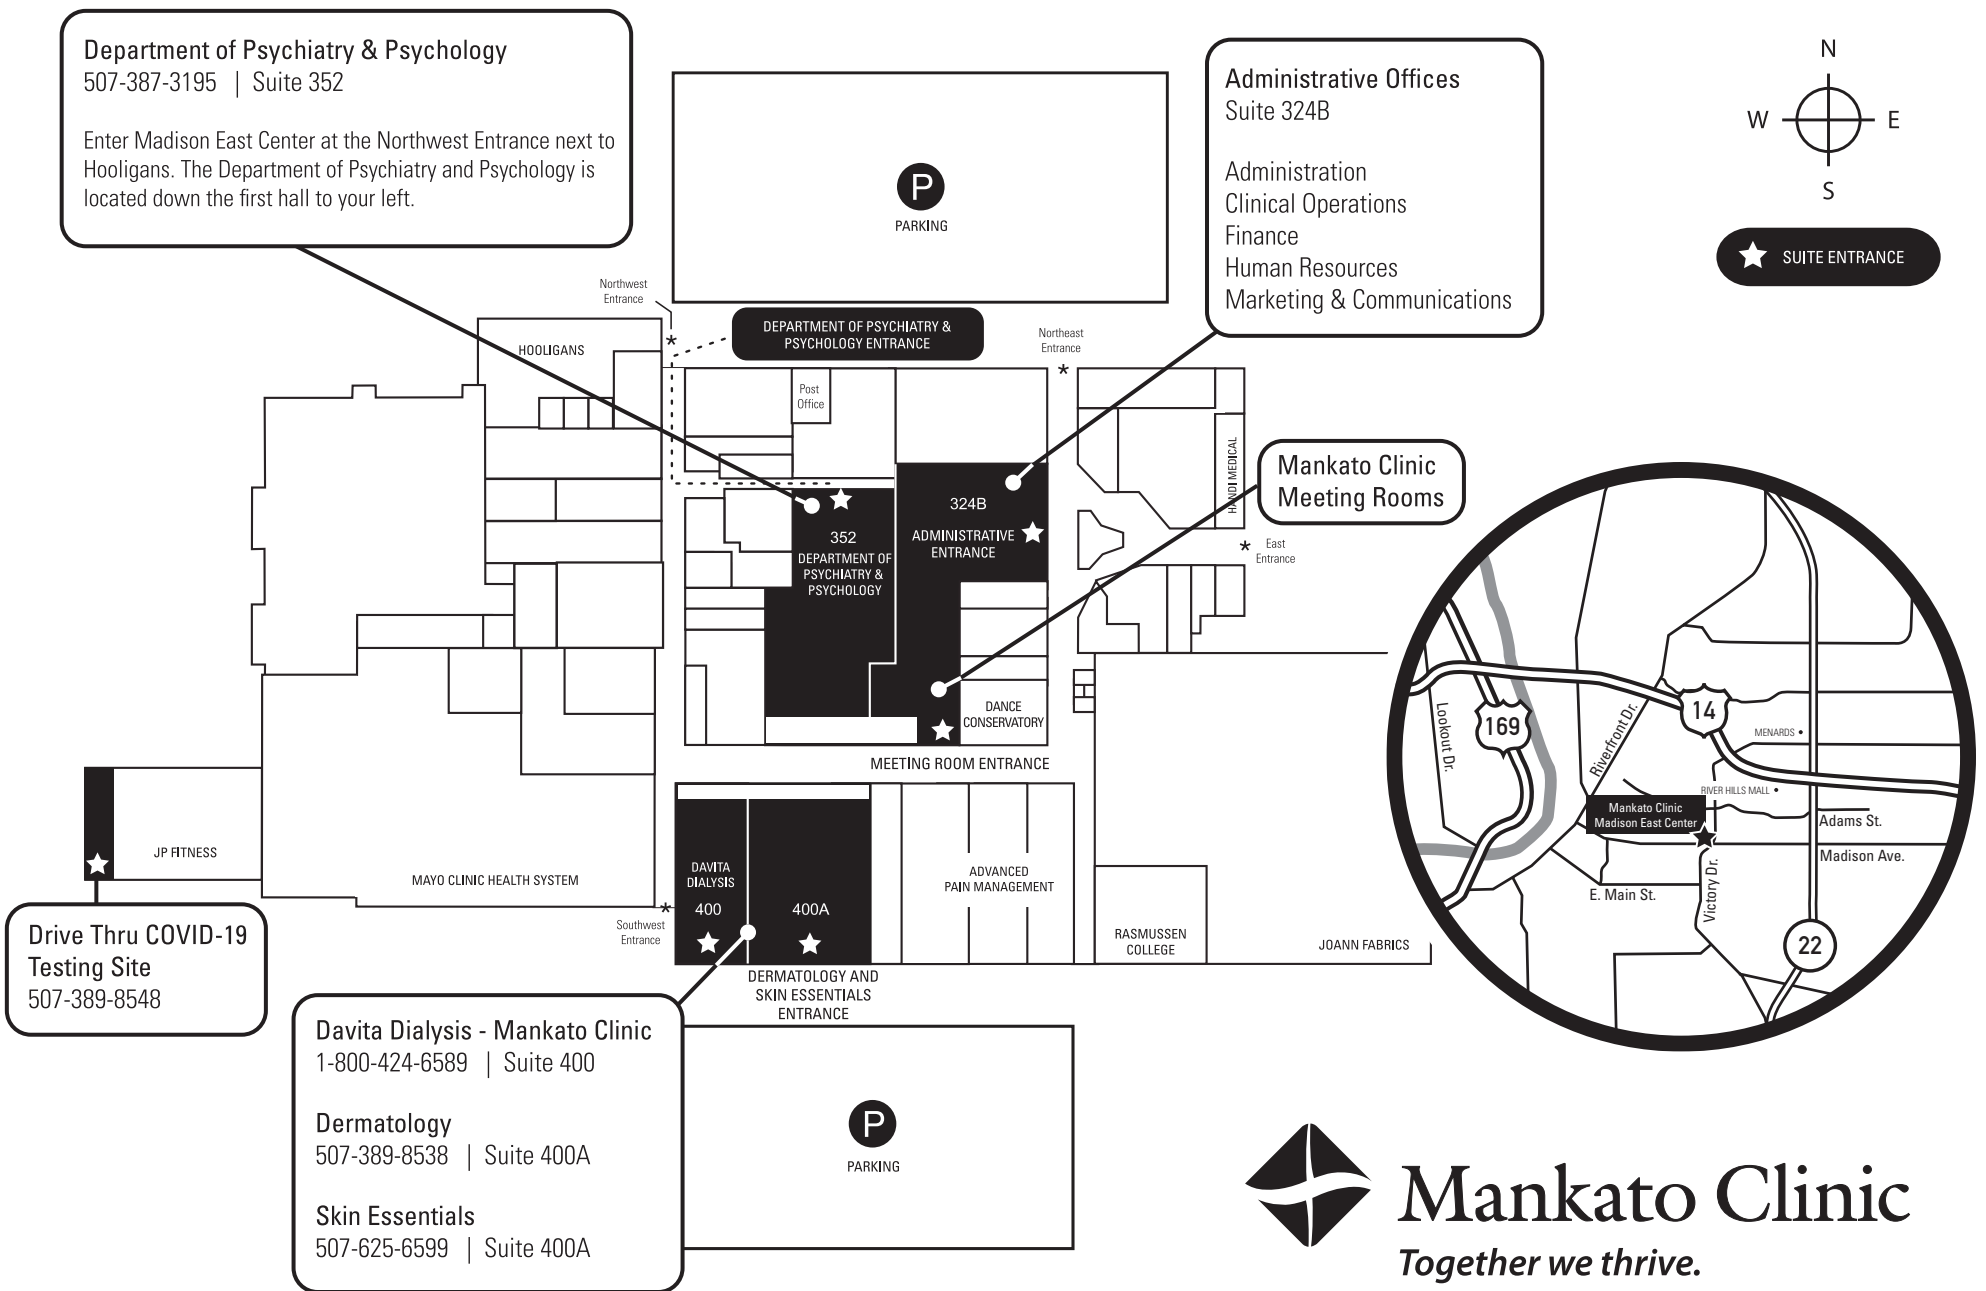 Department of Psychiatry & Psychology
507-387-3195 | Suite 352
Enter Madison East Center at the Northwest Entrance next to
Hooligans. The Department of Psychiatry and Psychology is
located down the first hall to your left.
P
PARKING
Administrative Offices
Suite 324B
Administration
Clinical Operations
Finance
Human Resources
Marketing & Communications
N
W
E
S
SUITE ENTRANCE
Northwest
Entrance
*
DEPARTMENT OF PSYCHIATRY &
PSYCHOLOGY ENTRANCE
Northeast
Entrance
*
HOOLIGANS
Post
Office
HANDI MEDICAL
Mankato Clinic
Meeting Rooms
324B
ADMINISTRATIVE
ENTRANCE
352
DEPARTMENT OF
PSYCHIATRY &
PSYCHOLOGY
* East
Entrance
DANCE
CONSERVATORY
MEETING ROOM ENTRANCE
JP FITNESS
MAYO CLINIC HEALTH SYSTEM
DAVITA
DIALYSIS
400
400A
ADVANCED
PAIN MANAGEMENT
*
Southwest
Entrance
RASMUSSEN
COLLEGE
JOANN FABRICS
DERMATOLOGY AND
SKIN ESSENTIALS
ENTRANCE
Drive Thru COVID-19
Testing Site
507-389-8548
Davita Dialysis - Mankato Clinic
1-800-424-6589 | Suite 400
Dermatology
507-389-8538 | Suite 400A
Skin Essentials
507-625-6599 | Suite 400A
P
PARKING
Lookout Dr.
169
Riverfront Dr.
14
MENARDS •
RIVER HILLS MALL •
Mankato Clinic
Madison East Center
Adams St.
Madison Ave.
E. Main St.
Victory Dr.
22
Mankato Clinic
Together we thrive.